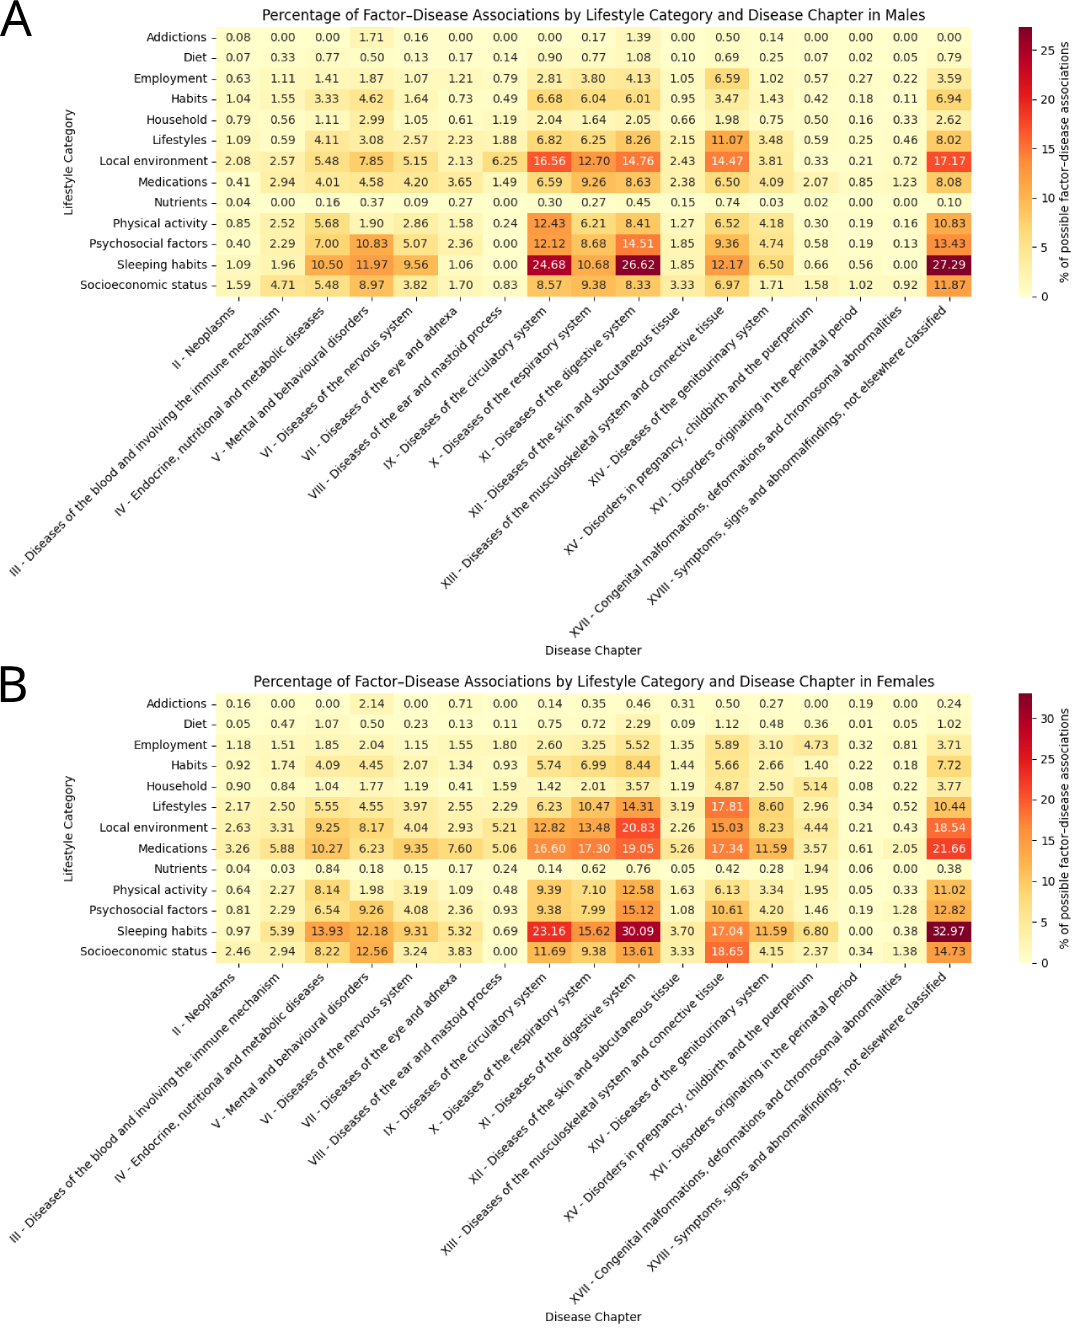 A
Percentage of Factor–Disease Associations by Lifestyle Category and Disease Chapter in Males
Lifestyle Category
Addictions 0.08 0.00 0.00 1.71 0.16 0.00 0.00 0.00 0.17 1.39 0.00 0.50 0.14 0.00 0.00 0.00 0.00
Diet 0.07 0.33 0.77 0.50 0.13 0.17 0.14 0.90 0.77 1.08 0.10 0.69 0.25 0.07 0.02 0.05 0.79
Employment 0.63 1.11 1.41 1.87 1.07 1.21 0.79 2.81 3.80 4.13 1.05 6.59 1.02 0.57 0.27 0.22 3.59
Habits 1.04 1.55 3.33 4.62 1.64 0.73 0.49 6.68 6.04 6.01 0.95 3.47 1.43 0.42 0.18 0.11 6.94
Household 0.79 0.56 1.11 2.99 1.05 0.61 1.19 2.04 1.64 2.05 0.66 1.98 0.75 0.50 0.16 0.33 2.62
Lifestyles 1.09 0.59 4.11 3.08 2.57 2.23 1.88 6.82 6.25 8.26 2.15 11.07 3.48 0.59 0.25 0.46 8.02
Local environment 2.08 2.57 5.48 7.85 5.15 2.13 6.25 16.56 12.70 14.76 2.43 14.47 3.81 0.33 0.21 0.72 17.17
Medications 0.41 2.94 4.01 4.58 4.20 3.65 1.49 6.59 9.26 8.63 2.38 6.50 4.09 2.07 0.85 1.23 8.08
Nutrients 0.04 0.00 0.16 0.37 0.09 0.27 0.00 0.30 0.27 0.45 0.15 0.74 0.03 0.02 0.00 0.00 0.10
Physical activity 0.85 2.52 5.68 1.90 2.86 1.58 0.24 12.43 6.21 8.41 1.27 6.52 4.18 0.30 0.19 0.16 10.83
Psychosocial factors 0.40 2.29 7.00 10.83 5.07 2.36 0.00 12.12 8.68 14.51 1.85 9.36 4.74 0.58 0.19 0.13 13.43
Sleeping habits 1.09 1.96 10.50 11.97 9.56 1.06 0.00 24.68 10.68 26.62 1.85 12.17 6.50 0.66 0.56 0.00 27.29
Socioeconomic status 1.59 4.71 5.48 8.97 3.82 1.70 0.83 8.57 9.38 8.33 3.33 6.97 1.71 1.58 1.02 0.92 11.87
II - Neoplasms
III - Diseases of the blood and involving the immune mechanism
IV - Endocrine, nutritional and metabolic diseases
V - Mental and behavioural disorders
VI - Diseases of the nervous system
VII - Diseases of the eye and adnexa
VIII - Diseases of the ear and mastoid process
IX - Diseases of the circulatory system
X - Diseases of the respiratory system
XI - Diseases of the digestive system
XII - Diseases of the skin and subcutaneous tissue
XIII - Diseases of the musculoskeletal system and connective tissue
XIV - Diseases of the genitourinary system
XV - Disorders in pregnancy, childbirth and the puerperium
XVI - Disorders originating in the perinatal period
XVII - Congenital malformations, deformations and chromosomal abnormalities
XVIII - Symptoms, signs and abnormalfindings, not elsewhere classified
Disease Chapter
25
20
15
10
5
0
% of possible factor–disease associations
B
Percentage of Factor–Disease Associations by Lifestyle Category and Disease Chapter in Females
Lifestyle Category
Addictions 0.16 0.00 0.00 2.14 0.00 0.71 0.00 0.14 0.35 0.46 0.31 0.50 0.27 0.00 0.19 0.00 0.24
Diet 0.05 0.47 1.07 0.50 0.23 0.13 0.11 0.75 0.72 2.29 0.09 1.12 0.48 0.36 0.01 0.05 1.02
Employment 1.18 1.51 1.85 2.04 1.15 1.55 1.80 2.60 3.25 5.52 1.35 5.89 3.10 4.73 0.32 0.81 3.71
Habits 0.92 1.74 4.09 4.45 2.07 1.34 0.93 5.74 6.99 8.44 1.44 5.66 2.66 1.40 0.22 0.18 7.72
Household 0.90 0.84 1.04 1.77 1.19 0.41 1.59 1.42 2.01 3.57 1.19 4.87 2.50 5.14 0.08 0.22 3.77
Lifestyles 2.17 2.50 5.55 4.55 3.97 2.55 2.29 6.23 10.47 14.31 3.19 17.81 8.60 2.96 0.34 0.52 10.44
Local environment 2.63 3.31 9.25 8.17 4.04 2.93 5.21 12.82 13.48 20.83 2.26 15.03 8.23 4.44 0.21 0.43 18.54
Medications 3.26 5.88 10.27 6.23 9.35 7.60 5.06 16.60 17.30 19.05 5.26 17.34 11.59 3.57 0.61 2.05 21.66
Nutrients 0.04 0.03 0.84 0.28 0.15 0.17 0.24 0.14 0.62 0.76 0.05 0.42 0.28 1.94 0.06 0.00 0.38
Physical activity 0.64 2.27 8.14 1.98 3.19 1.09 0.48 9.39 7.10 12.58 1.63 6.13 3.34 1.95 0.05 0.33 11.02
Psychosocial factors 0.81 2.29 6.54 9.26 4.08 2.36 0.93 9.38 7.99 15.12 1.08 10.61 4.20 1.46 0.19 1.28 12.82
Sleeping habits 0.97 5.39 13.93 12.18 9.31 5.32 0.69 23.16 15.62 30.09 3.70 17.04 11.59 6.80 0.00 0.38 32.97
Socioeconomic status 2.46 2.94 8.22 12.56 3.24 3.83 0.00 11.69 9.38 13.61 3.33 18.65 4.15 2.37 0.34 1.38 14.73
II - Neoplasms
III - Diseases of the blood and involving the immune mechanism
IV - Endocrine, nutritional and metabolic diseases
V - Mental and behavioural disorders
VI - Diseases of the nervous system
VII - Diseases of the eye and adnexa
VIII - Diseases of the ear and mastoid process
IX - Diseases of the circulatory system
X - Diseases of the respiratory system
XI - Diseases of the digestive system
XII - Diseases of the skin and subcutaneous tissue
XIII - Diseases of the musculoskeletal system and connective tissue
XIV - Diseases of the genitourinary system
XV - Disorders in pregnancy, childbirth and the puerperium
XVI - Disorders originating in the perinatal period
XVII - Congenital malformations, deformations and chromosomal abnormalities
XVIII - Symptoms, signs and abnormalfindings, not elsewhere classified
Disease Chapter
30
25
20
15
10
5
0
% of possible factor–disease associations